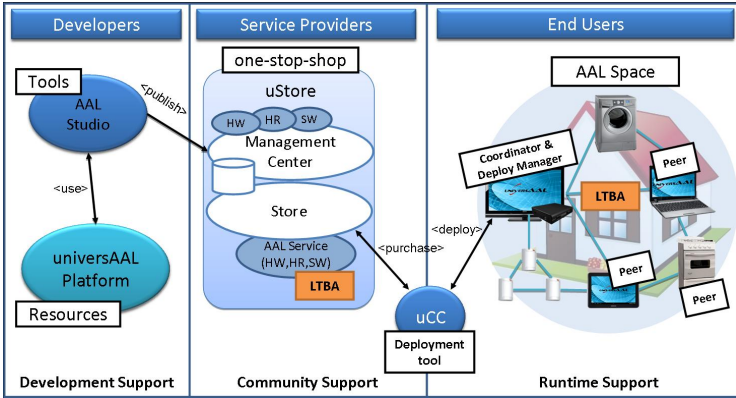 Developers
Service Providers
End Users
Tools
AAL
Studio
<publish>
<use>
universAAL
Platform
Resources
Development Support
one-stop-shop
uStore
HW
HR
SW
Management
Center
Store
AAL Service
(HW,HR,SW)
LTBA
<purchase>
Community Support
<deploy>
uCC
Deployment
tool
AAL Space
Coordinator &
Deploy Manager
Peer
LTBA
Peer
Peer
Runtime Support